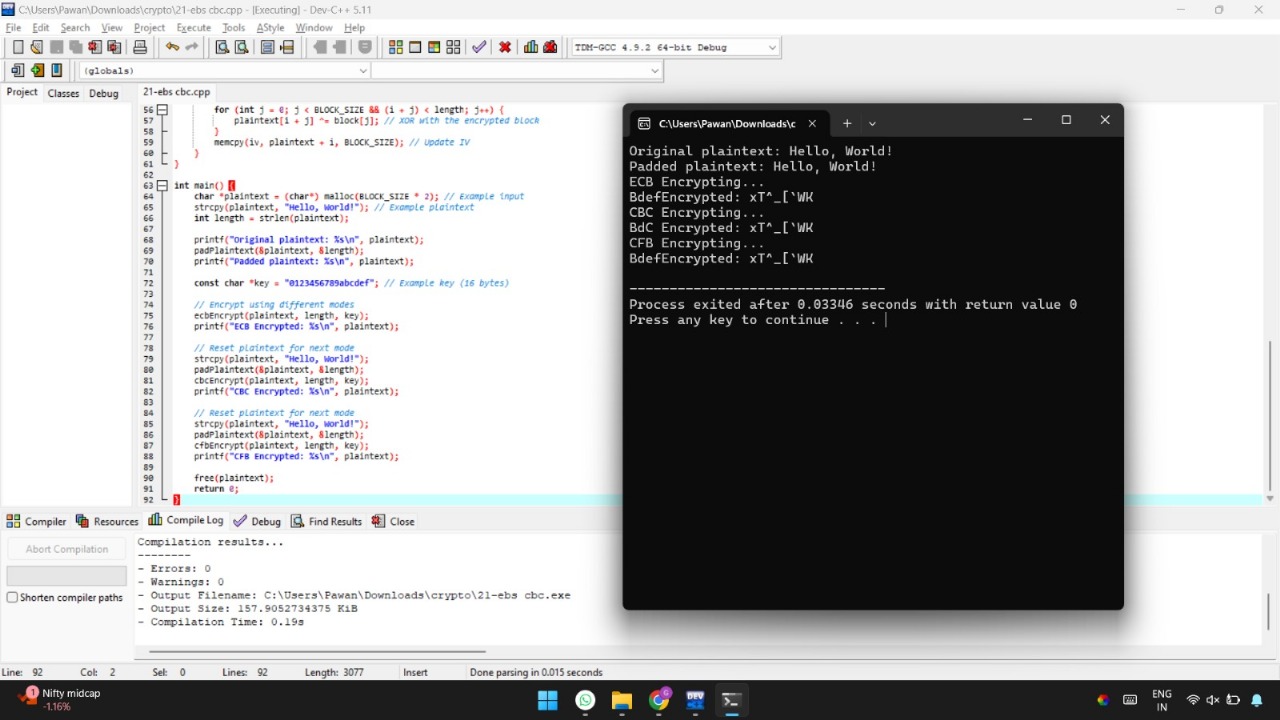 C:\Users\Pawan\Downloads\crypto\21-ebs cbc.cpp - [Executing] - Dev-C++ 5.11
File Edit Search View Project Execute Tools AStyle Window Help
TDM-GCC 4.9.2 64-bit Debug
(globals)
Project Classes Debug
21-ebs cbc.cpp
56 for (int j = 0; j < BLOCK_SIZE && (i + j) < length; j++) {
57 plaintext[i + j] ^= block[j]; // XOR with the encrypted block
58 }
59 memcpy(iv, plaintext + i, BLOCK_SIZE); // Update IV
60 }
61 }
62
63 int main() {
64 char *plaintext = (char*) malloc(BLOCK_SIZE * 2); // Example input
65 strcpy(plaintext, "Hello, World!"); // Example plaintext
66 int length = strlen(plaintext);
67
68 printf("Original plaintext: %s\n", plaintext);
69 padPlaintext(&plaintext, &length);
70 printf("Padded plaintext: %s\n", plaintext);
71
72 const char *key = "0123456789abcdef"; // Example key (16 bytes)
73
74 // Encrypt using different modes
75 ecbEncrypt(plaintext, length, key);
76 printf("ECB Encrypted: %s\n", plaintext);
77
78 // Reset plaintext for next mode
79 strcpy(plaintext, "Hello, World!");
80 padPlaintext(&plaintext, &length);
81 cbcEncrypt(plaintext, length, key);
82 printf("CBC Encrypted: %s\n", plaintext);
83
84 // Reset plaintext for next mode
85 strcpy(plaintext, "Hello, World!");
86 padPlaintext(&plaintext, &length);
87 cfbEncrypt(plaintext, length, key);
88 printf("CFB Encrypted: %s\n", plaintext);
89
90 free(plaintext);
91 return 0;
92 }
C:\Users\Pawan\Downloads\c
Original plaintext: Hello, World!
Padded plaintext: Hello, World!
ECB Encrypting...
BdefEncrypted: xT^_[`WK
CBC Encrypting...
BdC Encrypted: xT^_[`WK
CFB Encrypting...
BdefEncrypted: xT^_[`WK
--------------------------------
Process exited after 0.03346 seconds with return value 0
Press any key to continue . . .
Compiler Resources Compile Log Debug Find Results Close
Abort Compilation
Shorten compiler paths
Compilation results...
--------
- Errors: 0
- Warnings: 0
- Output Filename: C:\Users\Pawan\Downloads\crypto\21-ebs cbc.exe
- Output Size: 157.9052734375 KiB
- Compilation Time: 0.19s
Line: 92 Col: 2 Sel: 0 Lines: 92 Length: 3077 Insert Done parsing in 0.015 seconds
1
Nifty midcap
-1.16%
G
DEV
ENG
IN